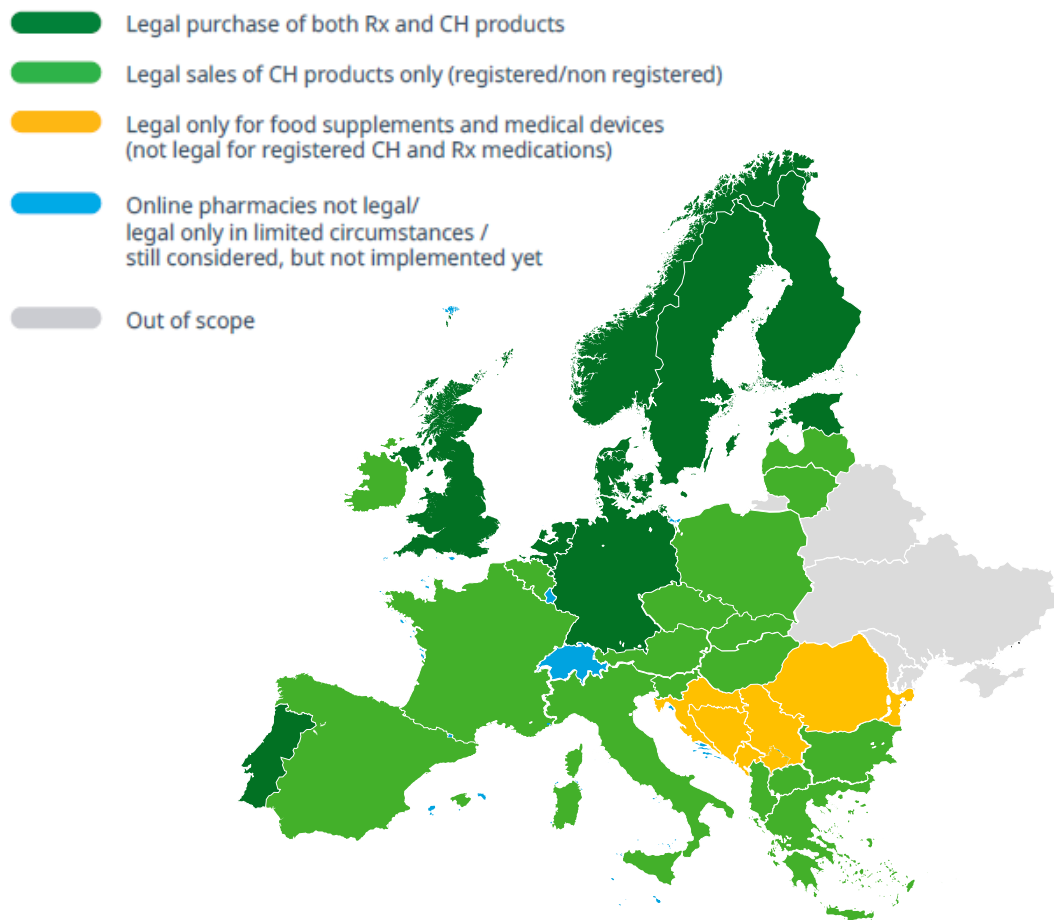 Legal purchase of both Rx and CH products
Legal sales of CH products only (registered/non registered)
Legal only for food supplements and medical devices
(not legal for registered CH and Rx medications)
Online pharmacies not legal/
legal only in limited circumstances /
still considered, but not implemented yet
Out of scope